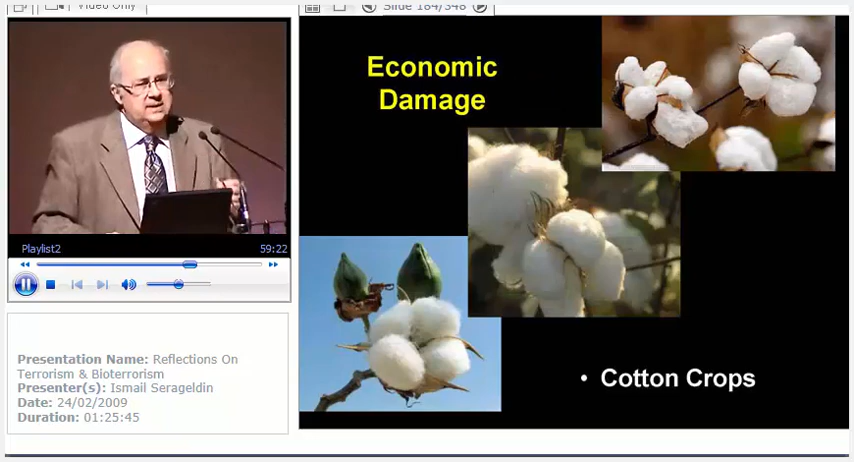 Video Only
Slide 184/348
Economic
Damage
Playlist2
59:22
Presentation Name: Reflections On
Terrorism & Bioterrorism
Presenter(s): Ismail Serageldin
Date: 24/02/2009
Duration: 01:25:45
• Cotton Crops